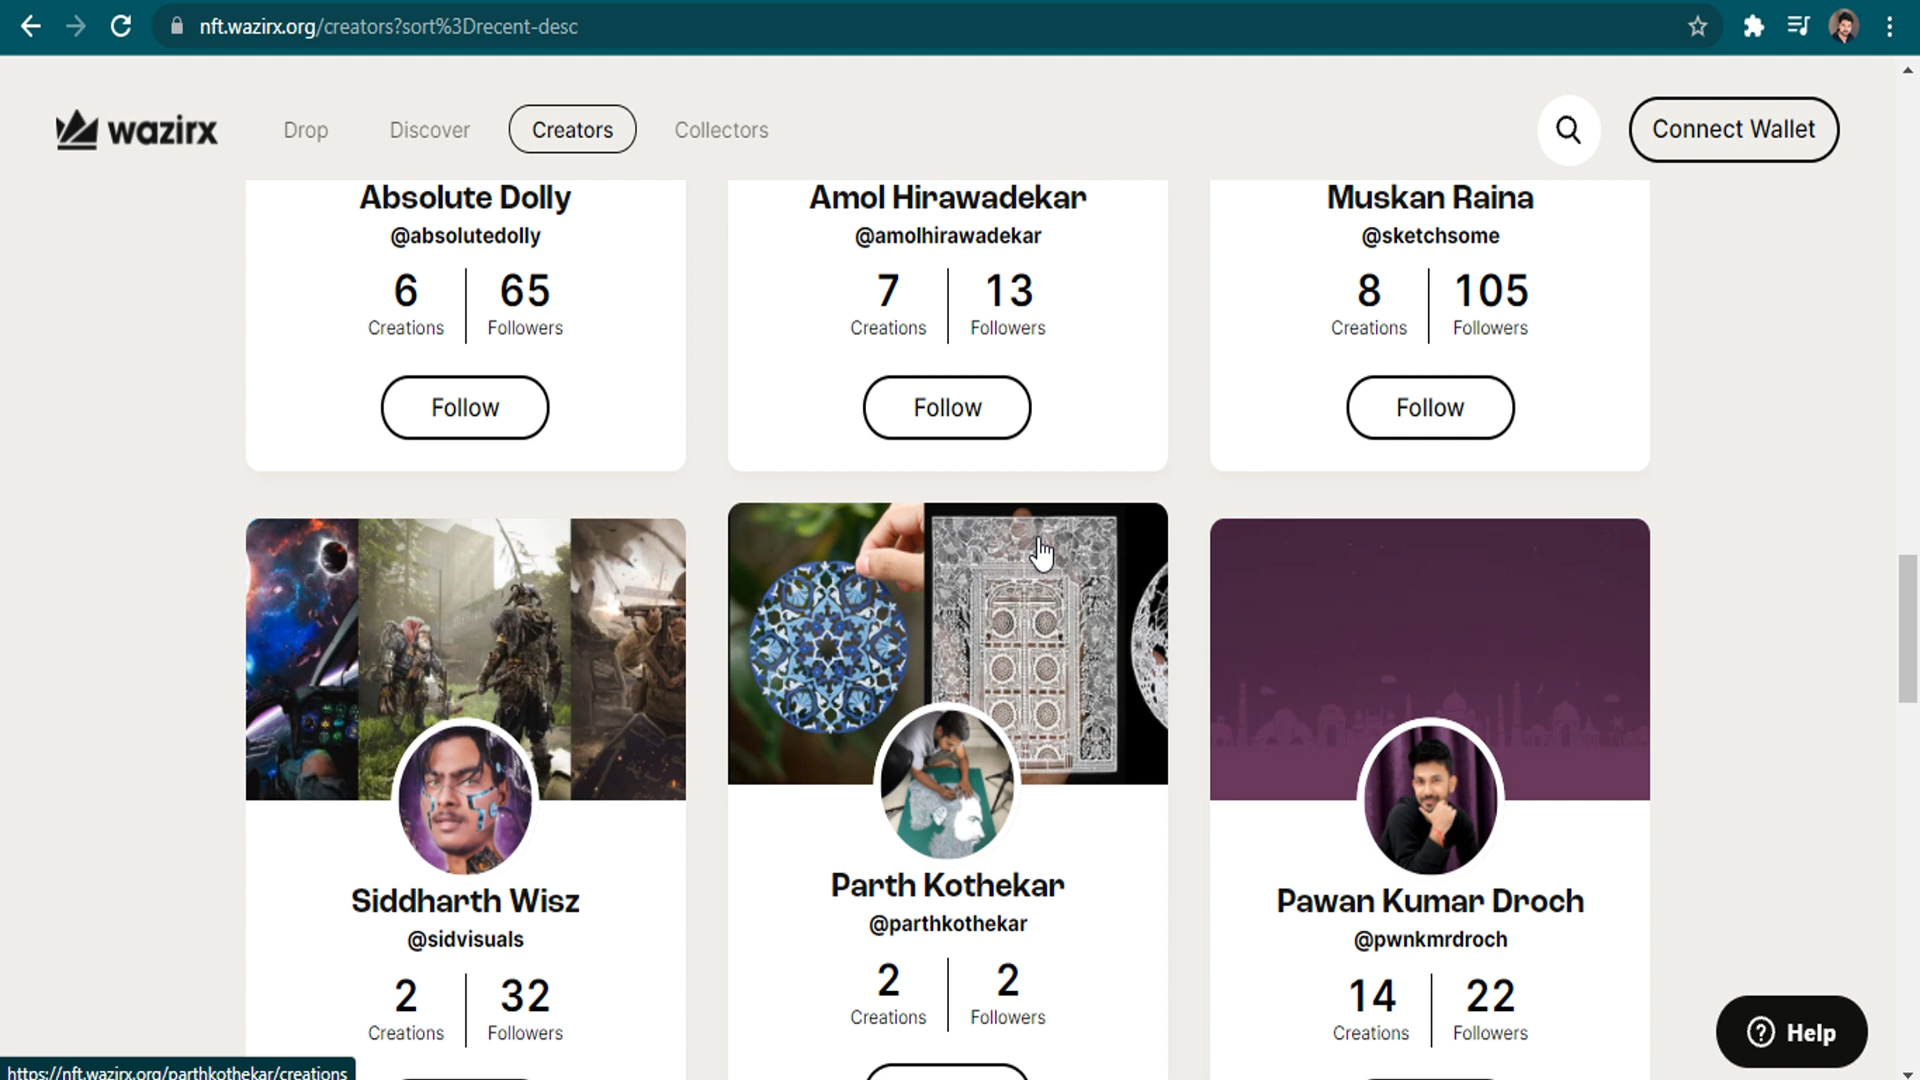 nft.wazirx.org/creators?sort%3Drecent-desc
wazirx Drop Discover Creators Collectors Connect Wallet
Absolute Dolly Amol Hirawadekar Muskan Raina
@absolutedolly @amolhirawadekar @sketchsome
6 65 7 13 8 105
Creations Followers Creations Followers Creations Followers
Follow Follow Follow
Siddharth Wisz Parth Kothekar Pawan Kumar Droch
@sidvisuals @parthkothekar @pwnkmrdroch
2 32 2 2 14 22
Creations Followers Creations Followers Creations Followers
Help
https://nft.wazirx.org/parthkothekar/creations